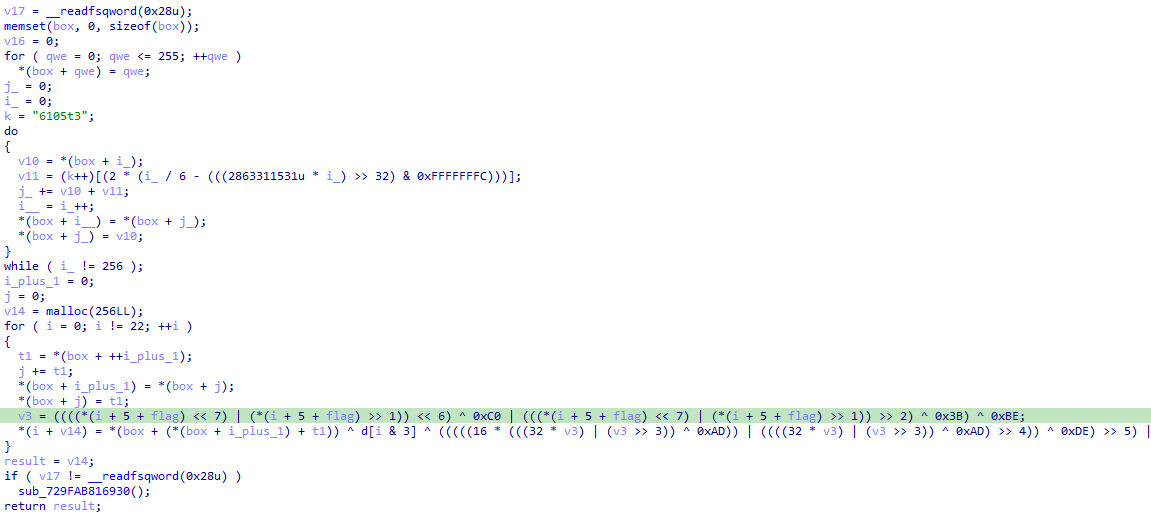 v17 = __readfsqword(0x28u);
memset(box, 0, sizeof(box));
v16 = 0;
for ( qwe = 0; qwe <= 255; ++qwe )
  *(box + qwe) = qwe;
j_ = 0;
i_ = 0;
k = "6105t3";
do
{
  v10 = *(box + i_);
  v11 = (k++)[(2 * (i_ / 6 - (((2863311531u * i_) >> 32) & 0xFFFFFFFC)))];
  j_ += v10 + v11;
  i__ = i_++;
  *(box + i__) = *(box + j_);
  *(box + j_) = v10;
}
while ( i_ != 256 );
i_plus_1 = 0;
j = 0;
v14 = malloc(256LL);
for ( i = 0; i != 22; ++i )
{
  t1 = *(box + ++i_plus_1);
  j += t1;
  *(box + i_plus_1) = *(box + j);
  *(box + j) = t1;
  v3 = ((((*(i + 5 + flag) << 7) | (*(i + 5 + flag) >> 1)) << 6) ^ 0xC0 | (((*(i + 5 + flag) << 7) | (*(i + 5 + flag) >> 1)) >> 2) ^ 0x3B) ^ 0xBE;
  *(i + v14) = *(box + (*(box + i_plus_1) + t1)) ^ d[i & 3] ^ (((((16 * (((32 * v3) | (v3 >> 3)) ^ 0xAD)) | ((((32 * v3) | (v3 >> 3)) ^ 0xAD) >> 4)) ^ 0xDE) >> 5) |
}
result = v14;
if ( v17 != __readfsqword(0x28u) )
  sub_729FAB816930();
return result;